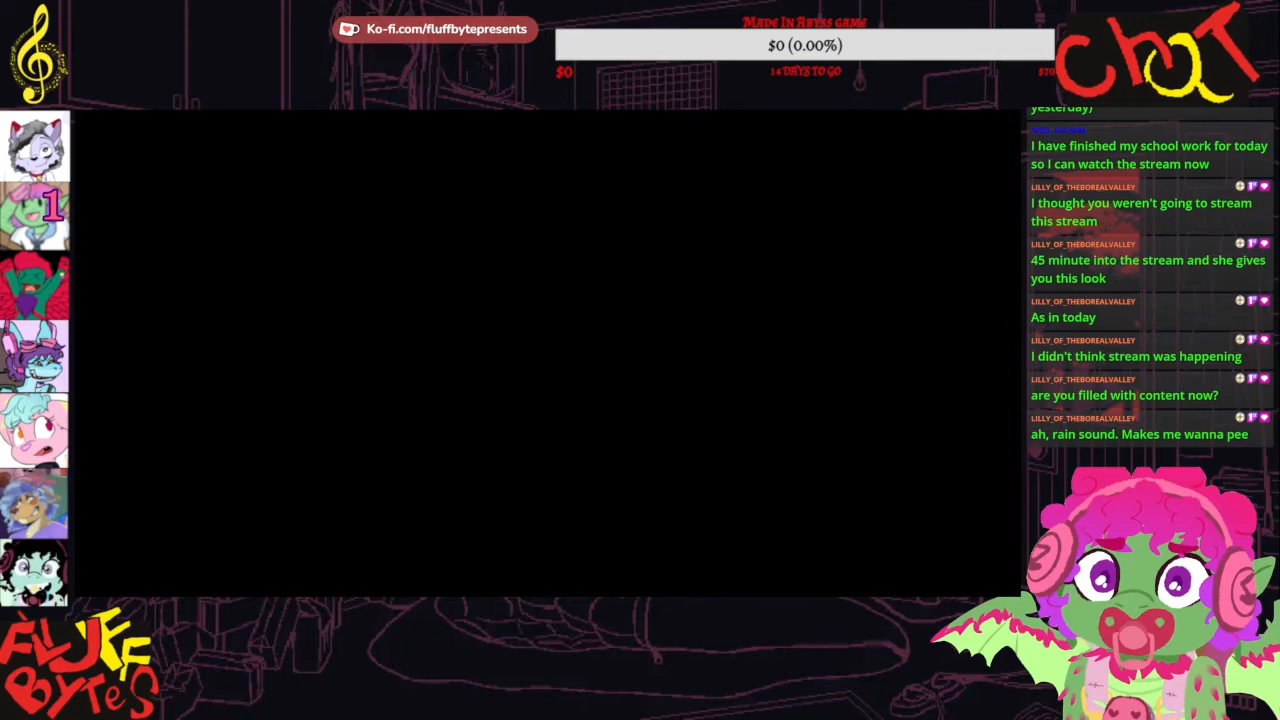 Ko-fi.com/fluffbytepresents
Made In Abyss game
$0 (0.00%)
$0
14 DAYS TO GO
ChaT
yesterday)
I have finished my school work for today
so I can watch the stream now
LILLY_OF_THEBOREALVALLEY
I thought you weren't going to stream
this stream
LILLY_OF_THEBOREALVALLEY
45 minute into the stream and she gives
you this look
LILLY_OF_THEBOREALVALLEY
As in today
LILLY_OF_THEBOREALVALLEY
I didn't think stream was happening
LILLY_OF_THEBOREALVALLEY
are you filled with content now?
LILLY_OF_THEBOREALVALLEY
ah, rain sound. Makes me wanna pee
1
FLUFF
BYTeS